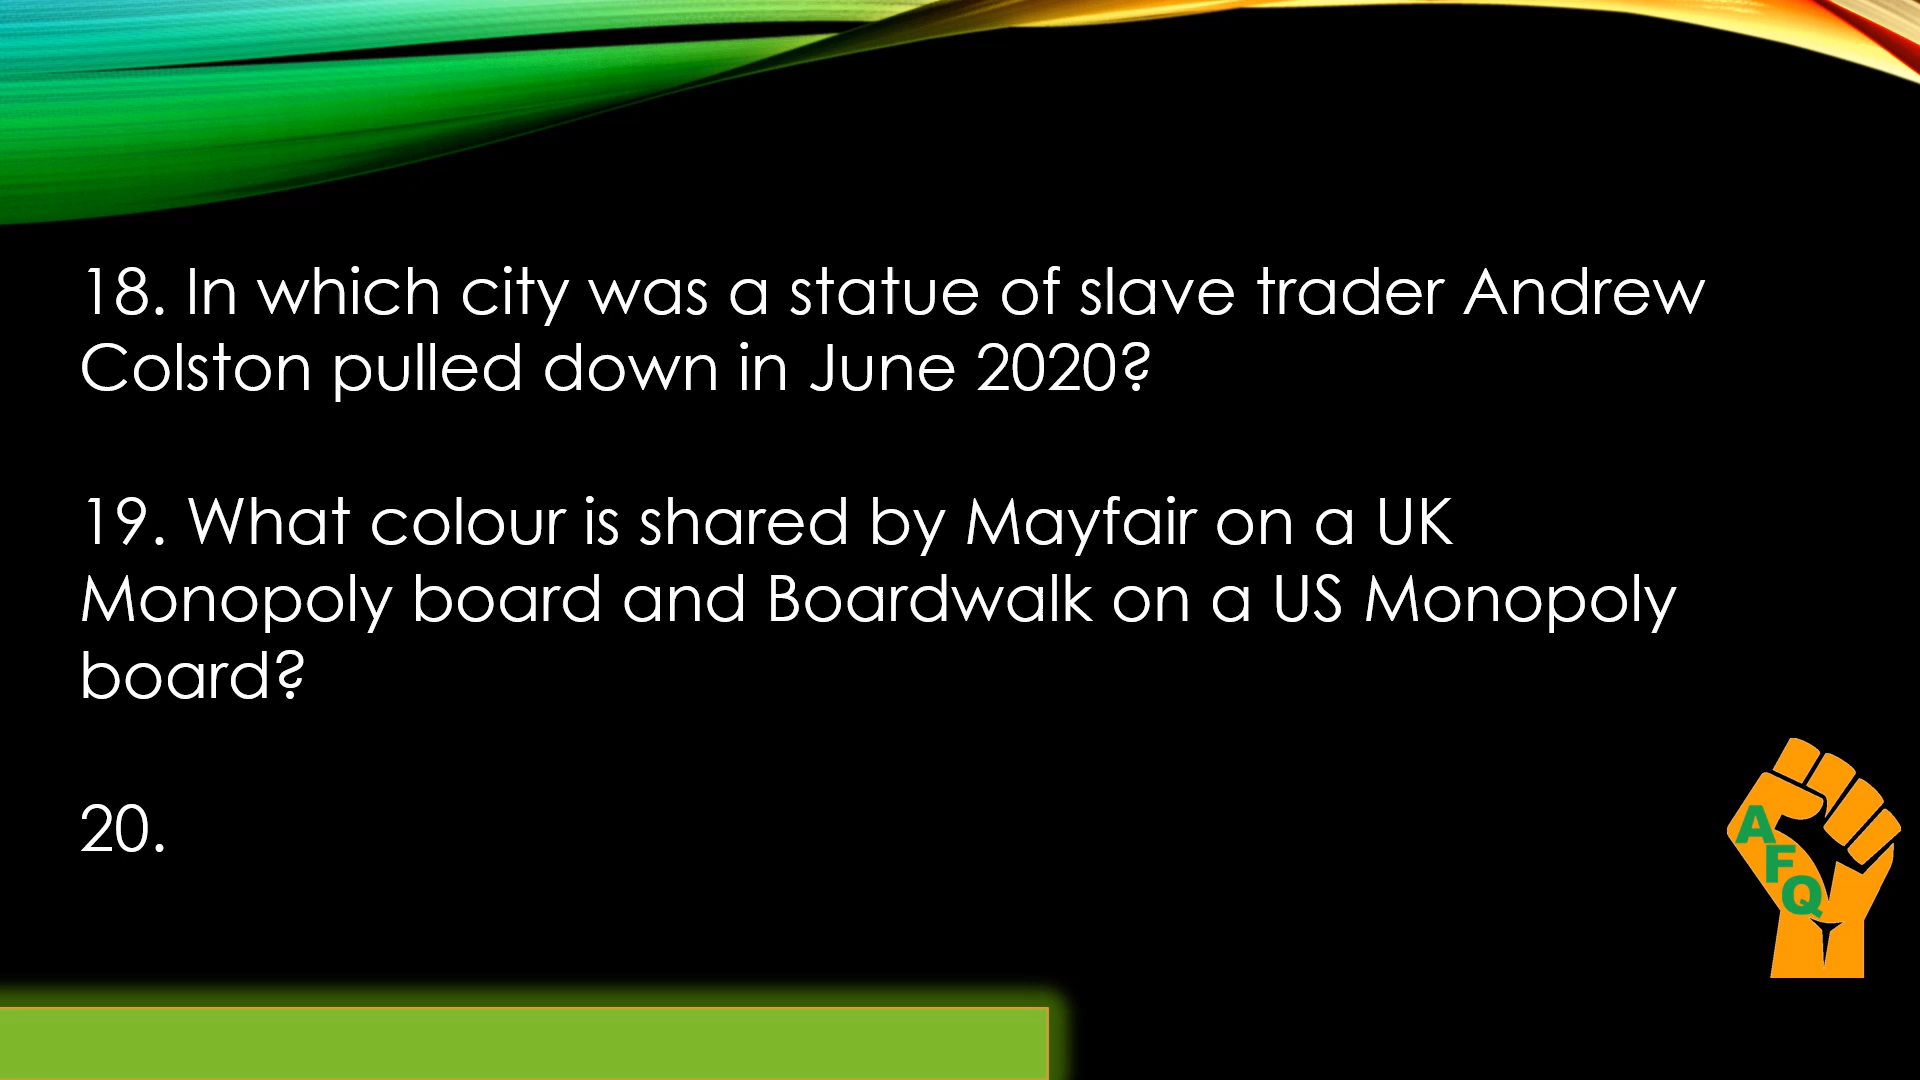 18. In which city was a statue of slave trader Andrew
Colston pulled down in June 2020?
19. What colour is shared by Mayfair on a UK
Monopoly board and Boardwalk on a US Monopoly
board?
20.
A
F
Q